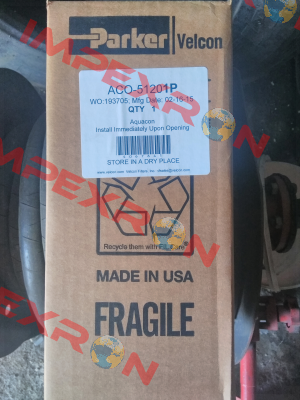 Parker Velcon
ACO-51201P
WO:193705; Mfg Date: 02-16-15
QTY 1
Aquacon
Install Immediately Upon Opening
STORE IN A DRY PLACE
MADE IN USA
FRAGILE
IMPEXRON
IMPEXRON